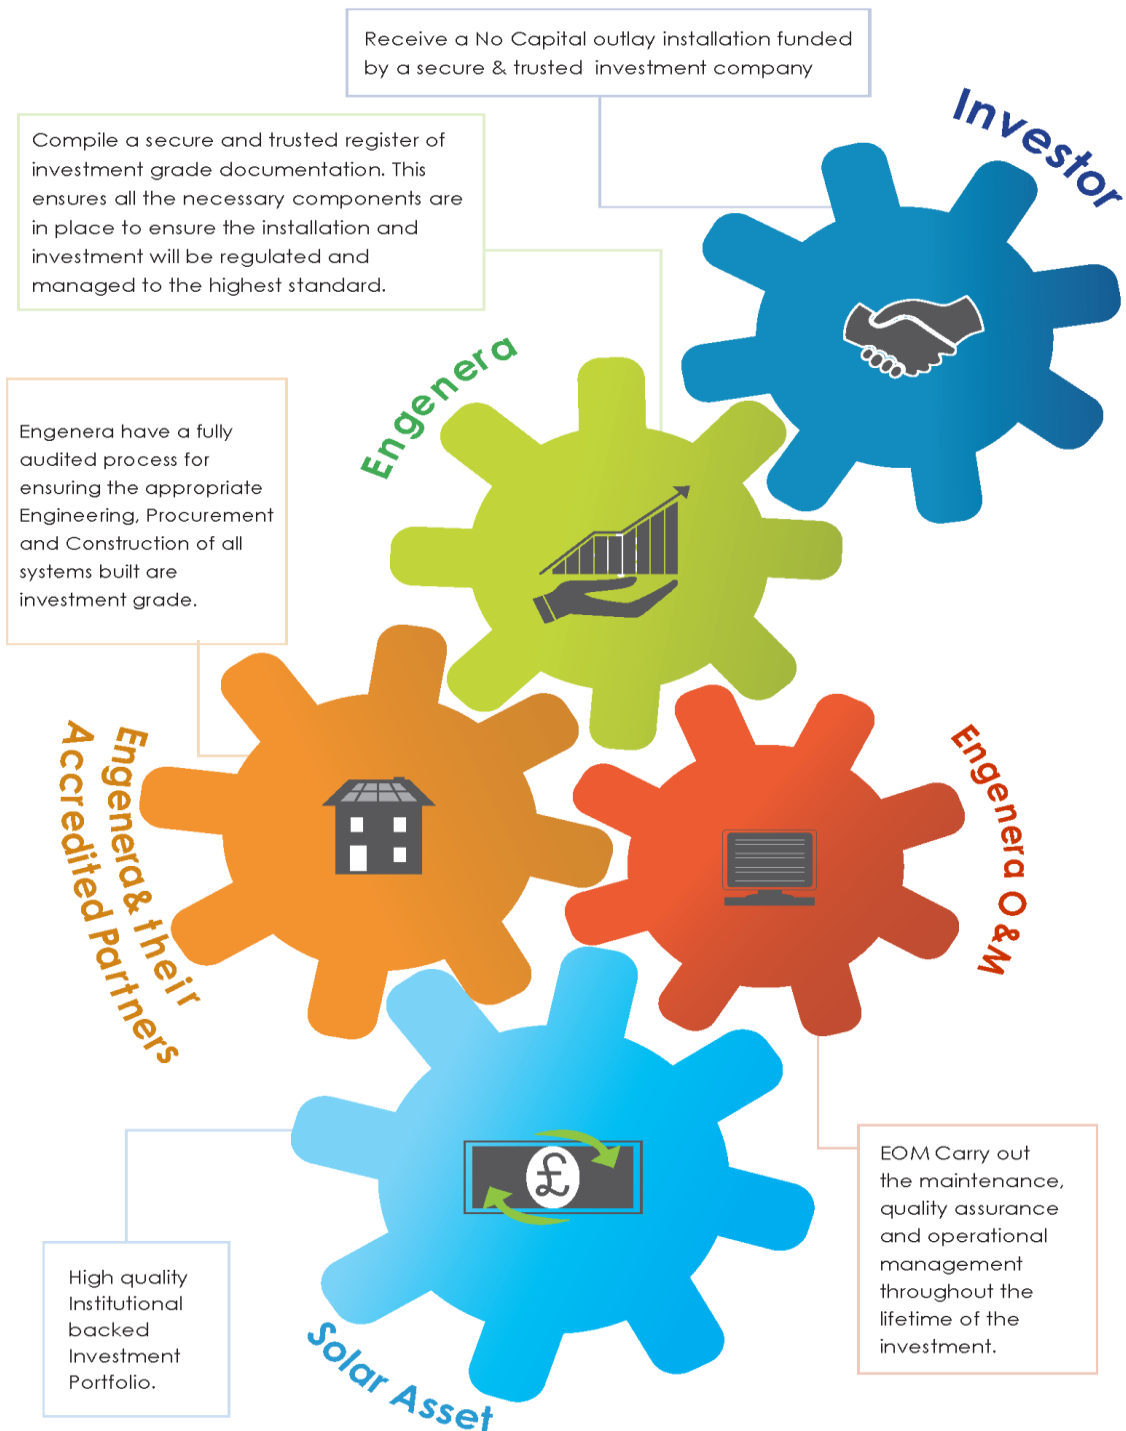 Receive a No Capital outlay installation funded
by a secure & trusted investment company
Investor
Compile a secure and trusted register of
investment grade documentation. This
ensures all the necessary components are
in place to ensure the installation and
investment will be regulated and
managed to the highest standard.
Engenera
Engenera have a fully
audited process for
ensuring the appropriate
Engineering, Procurement
and Construction of all
systems built are
investment grade.
Engenera& their
Accredited Partners
Engenera O&M
£
EOM Carry out
the maintenance,
quality assurance
and operational
management
throughout the
lifetime of the
investment.
High quality
Institutional
backed
Investment
Portfolio.
Solar Asset